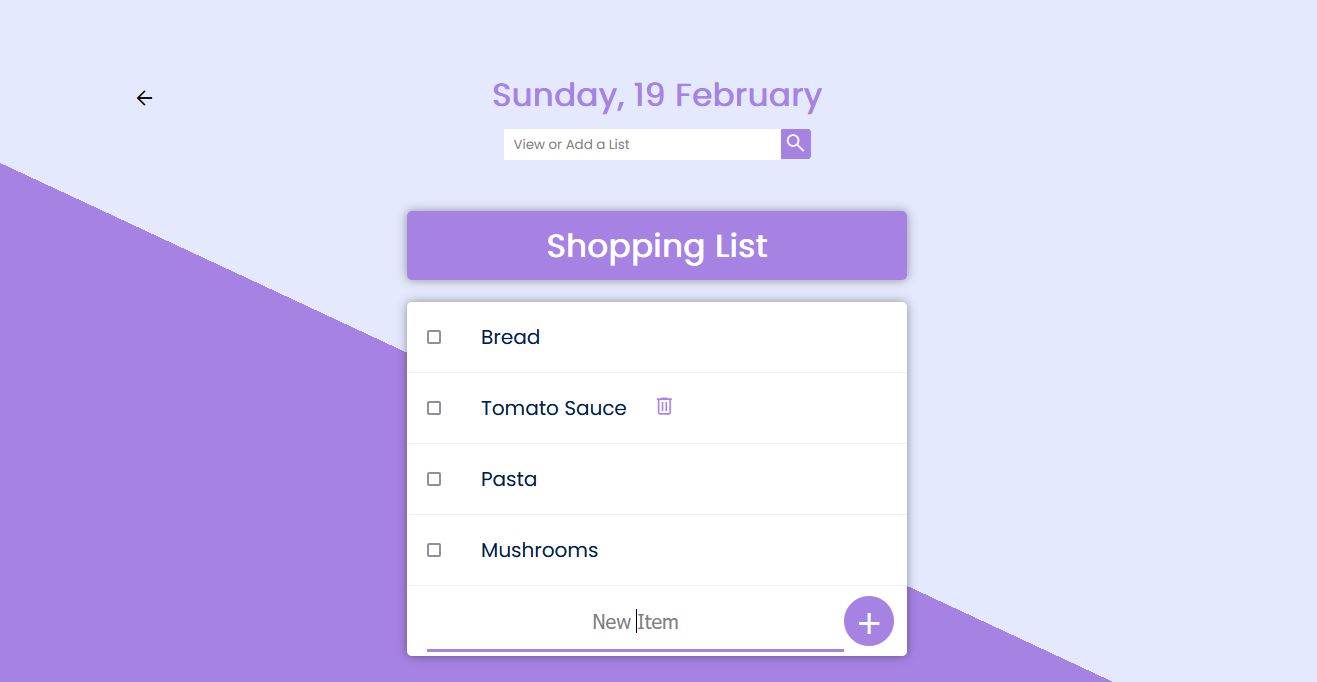 Sunday, 19 February
View or Add a List
Shopping List
Bread
Tomato Sauce
Pasta
Mushrooms
New Item
+